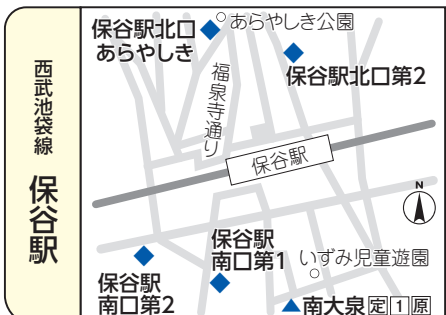 西武池袋線
保谷駅
保谷駅北口
あらやしき
あらやしき公園
保谷駅北口第2
福泉寺通り
保谷駅
N
保谷駅
南口第1
いずみ児童遊園
保谷駅
南口第2
南大泉定1原